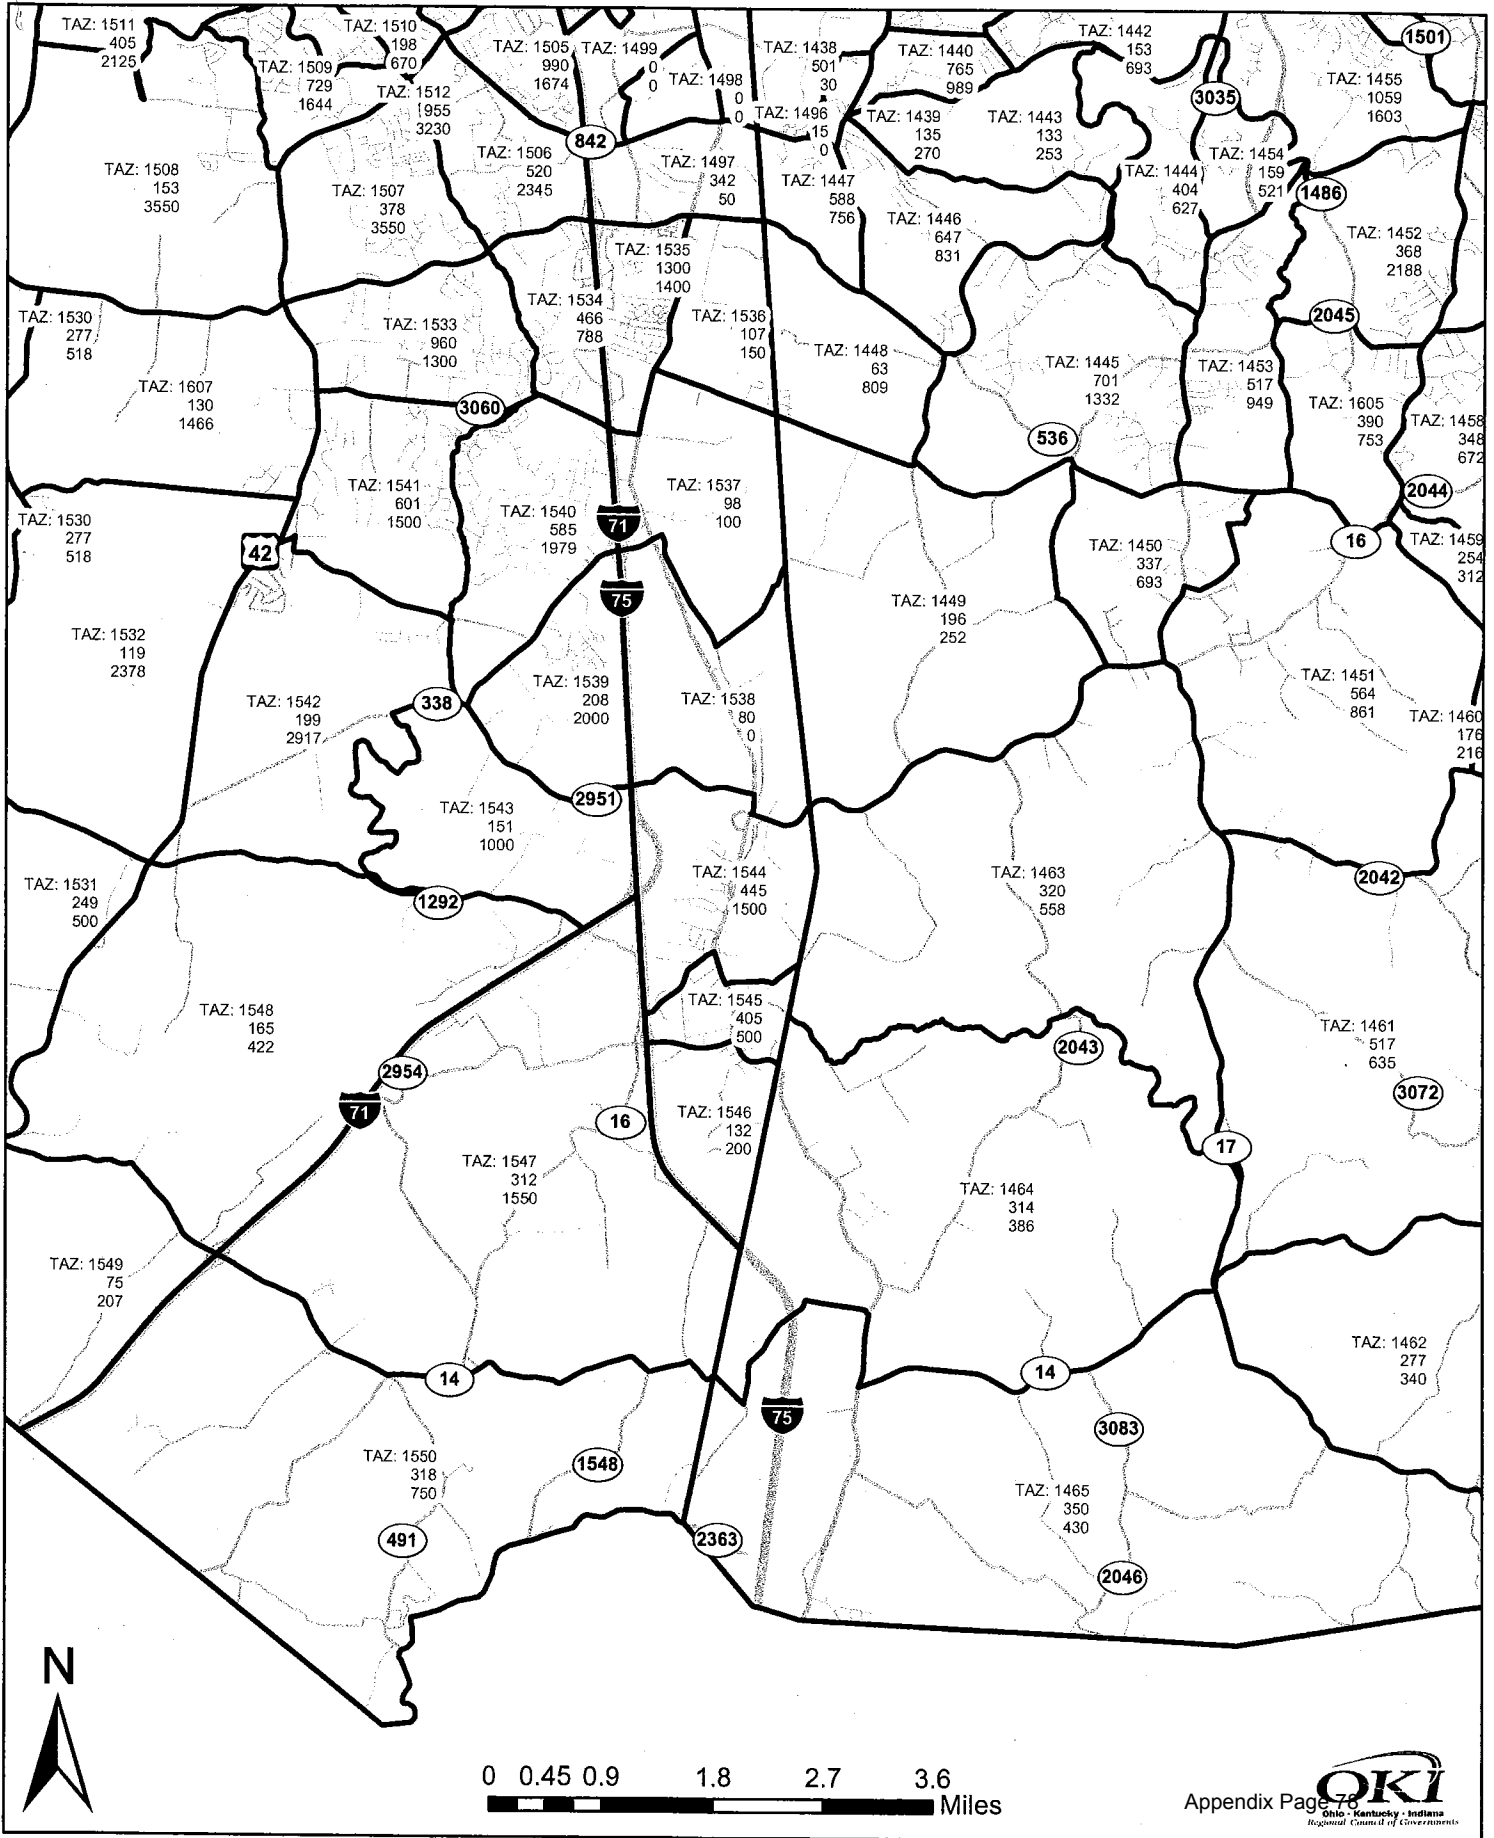 TAZ: 1511
405
2125
TAZ: 1510
198
670
TAZ: 1509
729
1644
TAZ: 1512
955
3230
TAZ: 1505
990
1674
TAZ: 1499
0
0
TAZ: 1498
0
0
TAZ: 1438
501
30
TAZ: 1496
15
0
TAZ: 1440
765
989
TAZ: 1442
153
693
1501
3035
TAZ: 1455
1059
1603
TAZ: 1439
135
270
TAZ: 1443
133
253
842
TAZ: 1508
153
3550
TAZ: 1507
378
3550
TAZ: 1506
520
2345
TAZ: 1497
342
50
TAZ: 1447
588
756
TAZ: 1444
404
627
TAZ: 1454
159
521
1486
TAZ: 1446
647
831
TAZ: 1452
368
2188
TAZ: 1535
1300
1400
TAZ: 1534
466
788
TAZ: 1530
277
518
TAZ: 1533
960
1300
TAZ: 1536
107
150
2045
TAZ: 1448
63
809
TAZ: 1445
701
1332
TAZ: 1453
517
949
TAZ: 1607
130
1466
3060
TAZ: 1605
390
753
TAZ: 1458
348
672
536
TAZ: 1541
601
1500
TAZ: 1540
585
1979
TAZ: 1537
98
100
2044
TAZ: 1530
277
518
71
42
16
TAZ: 1450
337
693
TAZ: 1459
254
312
75
TAZ: 1449
196
252
TAZ: 1532
119
2378
TAZ: 1542
199
2917
338
TAZ: 1539
208
2000
TAZ: 1538
80
0
TAZ: 1451
564
861
TAZ: 1460
176
216
2951
TAZ: 1543
151
1000
TAZ: 1531
249
500
1292
TAZ: 1544
445
1500
TAZ: 1463
320
558
2042
TAZ: 1548
165
422
TAZ: 1545
405
500
2043
TAZ: 1461
517
635
2954
71
3072
16
TAZ: 1546
132
200
17
TAZ: 1547
312
1550
TAZ: 1464
314
386
TAZ: 1549
75
207
TAZ: 1462
277
340
14
14
75
3083
TAZ: 1550
318
750
1548
TAZ: 1465
350
430
491
2363
2046
N
0 0.45 0.9 1.8 2.7 3.6
Miles
Appendix Page 78
OKI
Ohio • Kentucky • Indiana
Regional Council of Governments